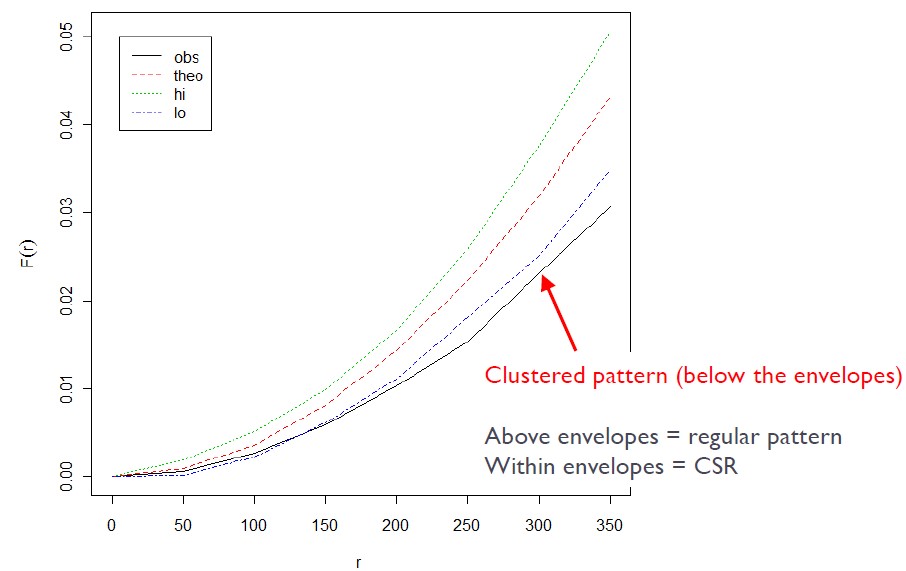 0.05
obs
theo
hi
lo
0.04
0.03
F(r)
0.02
Clustered pattern (below the envelopes)
0.01
Above envelopes = regular pattern
Within envelopes = CSR
0.00
0 50 100 150 200 250 300 350
r